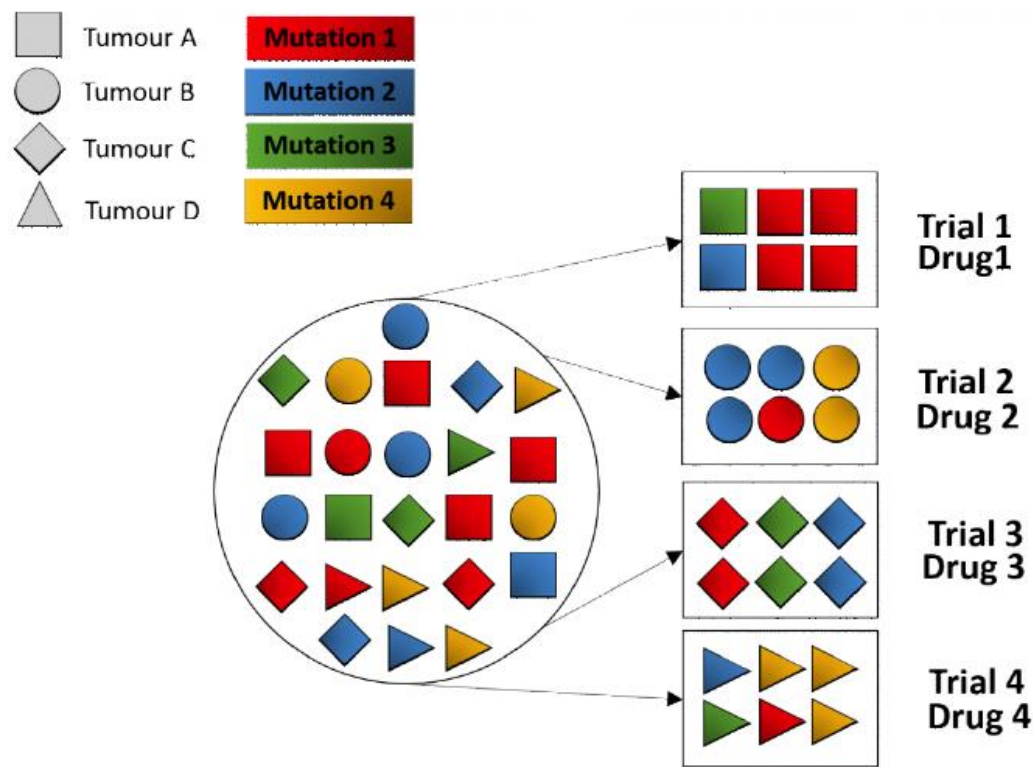 Tumour A
Mutation 1
Tumour B
Mutation 2
Tumour C
Mutation 3
Tumour D
Mutation 4
Trial 1
Drug1
Trial 2
Drug 2
Trial 3
Drug 3
Trial 4
Drug 4